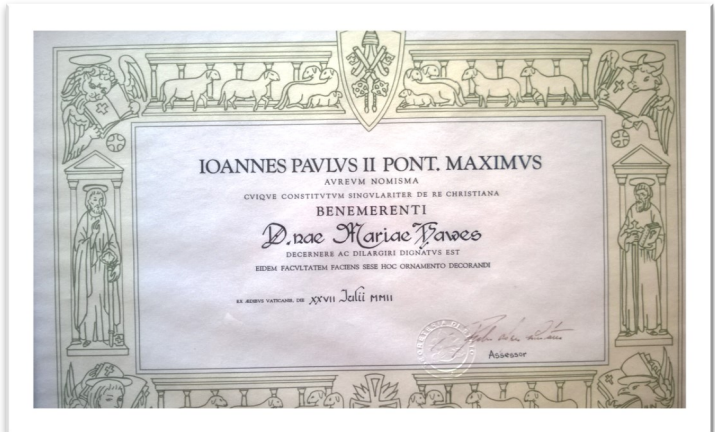 IOANNES PAVLVS II PONT. MAXIMVS
AVREVM NOMISMA
CVIQVE CONSTITVTVM SINGVLARITER DE RE CHRISTIANA
BENEMERENTI
D.nae Mariae Hawes
DECERNERE AC DILARGIRI DIGNATVS EST
EIDEM FACVLTATEM FACIENS SESE HOC ORNAMENTO DECORANDI
EX ÆDIBVS VATICANIS, DIE XXVII Julii MMII
Assessor